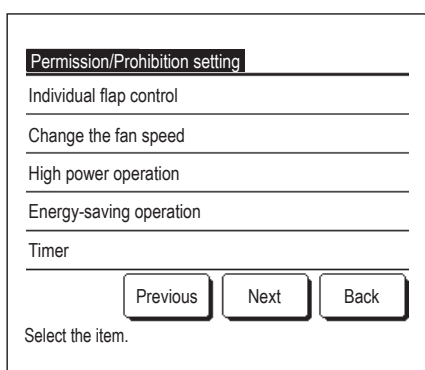 Permission/Prohibition setting
Individual flap control
Change the fan speed
High power operation
Energy-saving operation
Timer
Previous Next Back
Select the item.